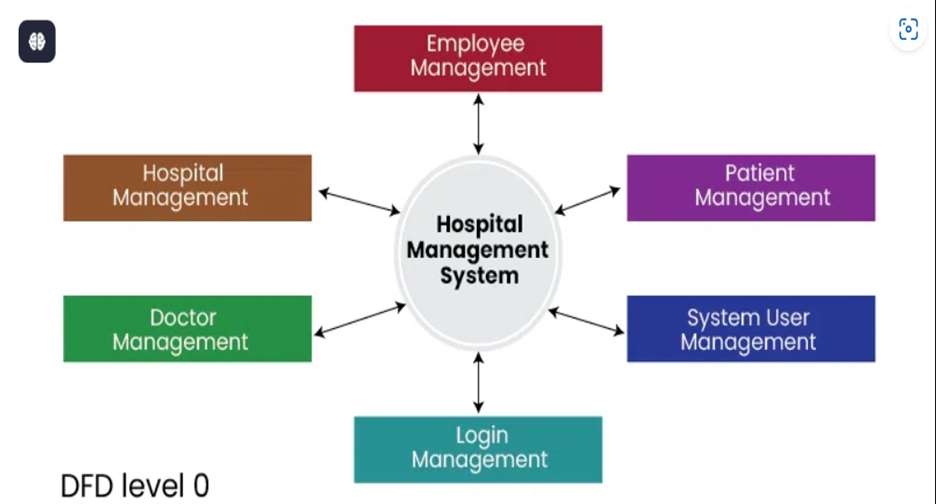 Employee
Management
Hospital
Management
Patient
Management
Hospital
Management
System
Doctor
Management
System User
Management
Login
Management
DFD level 0